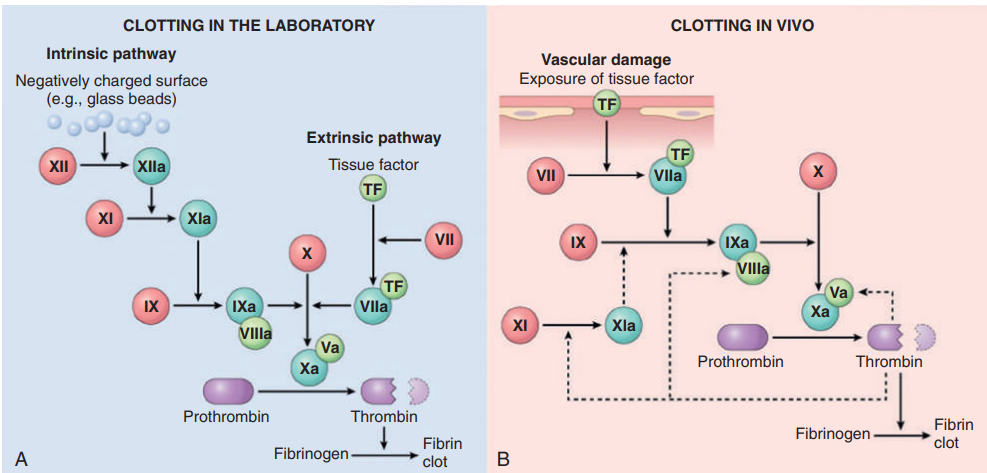 CLOTTING IN THE LABORATORY
Intrinsic pathway
Negatively charged surface
(e.g., glass beads)
XII
XIIa
XI
XIa
Extrinsic pathway
Tissue factor
TF
VII
X
TF
VIIa
IX
IXa
VIIIa
Va
Xa
Prothrombin
Thrombin
Fibrinogen
Fibrin
clot
A
CLOTTING IN VIVO
Vascular damage
Exposure of tissue factor
TF
VII
TF
VIIa
X
IX
IXa
VIIIa
Va
Xa
XI
XIa
Prothrombin
Thrombin
Fibrinogen
Fibrin
clot
B